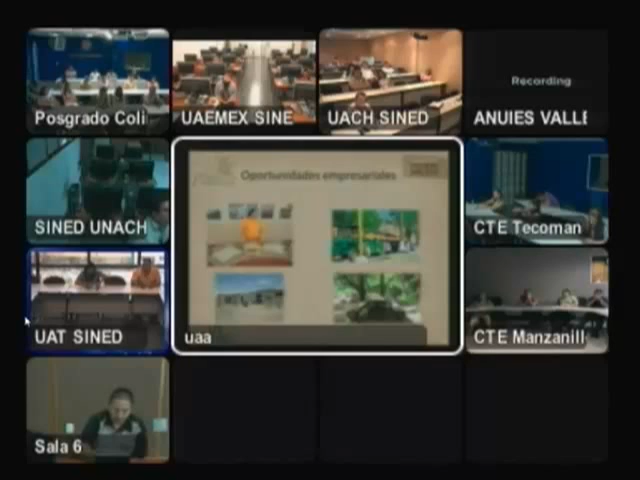 Posgrado Coli
UAEMEX SINE
UACH SINED
Recording
ANUIES VALLE
SINED UNACH
Oportunidades empresariales
CTE Tecoman
UAT SINED
uaa
CTE Manzanill
Sala 6